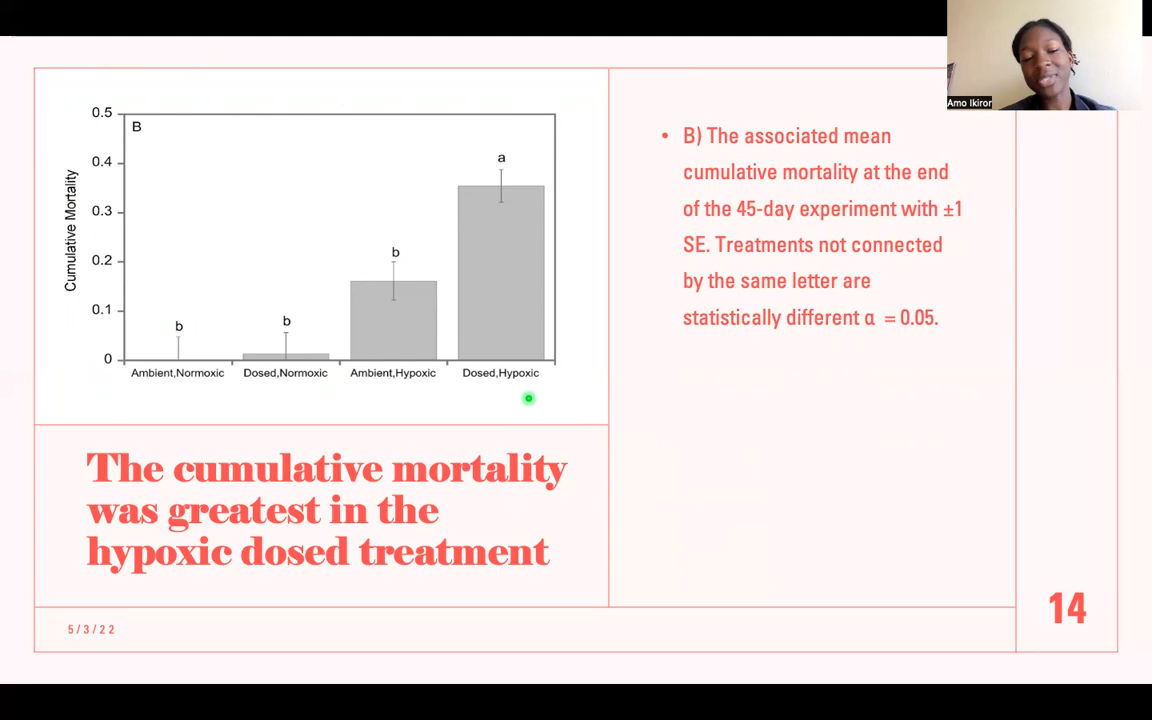 Amo Ikiror
B
0.5
0.4
0.3
0.2
0.1
0
Cumulative Mortality
b
b
b
a
Ambient,Normoxic
Dosed,Normoxic
Ambient,Hypoxic
Dosed,Hypoxic
• B) The associated mean
cumulative mortality at the end
of the 45-day experiment with ±1
SE. Treatments not connected
by the same letter are
statistically different α = 0.05.
The cumulative mortality
was greatest in the
hypoxic dosed treatment
14
5/3/22